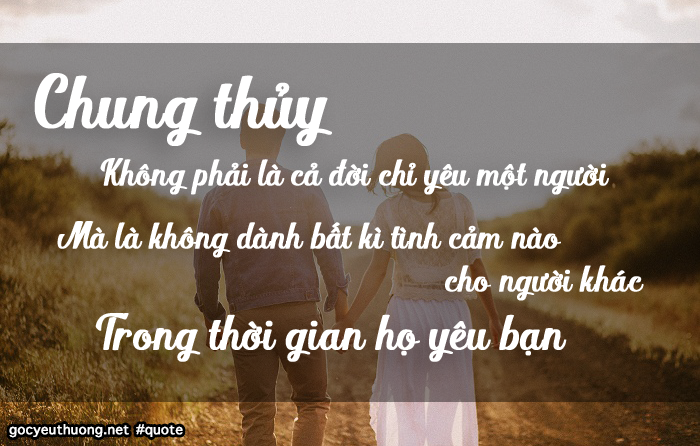 Chung thủy
Không phải là cả đời chỉ yêu một người
Mà là không dành bất kì tình cảm nào
cho người khác
Trong thời gian họ yêu bạn
gocyeuthuong.net #quote